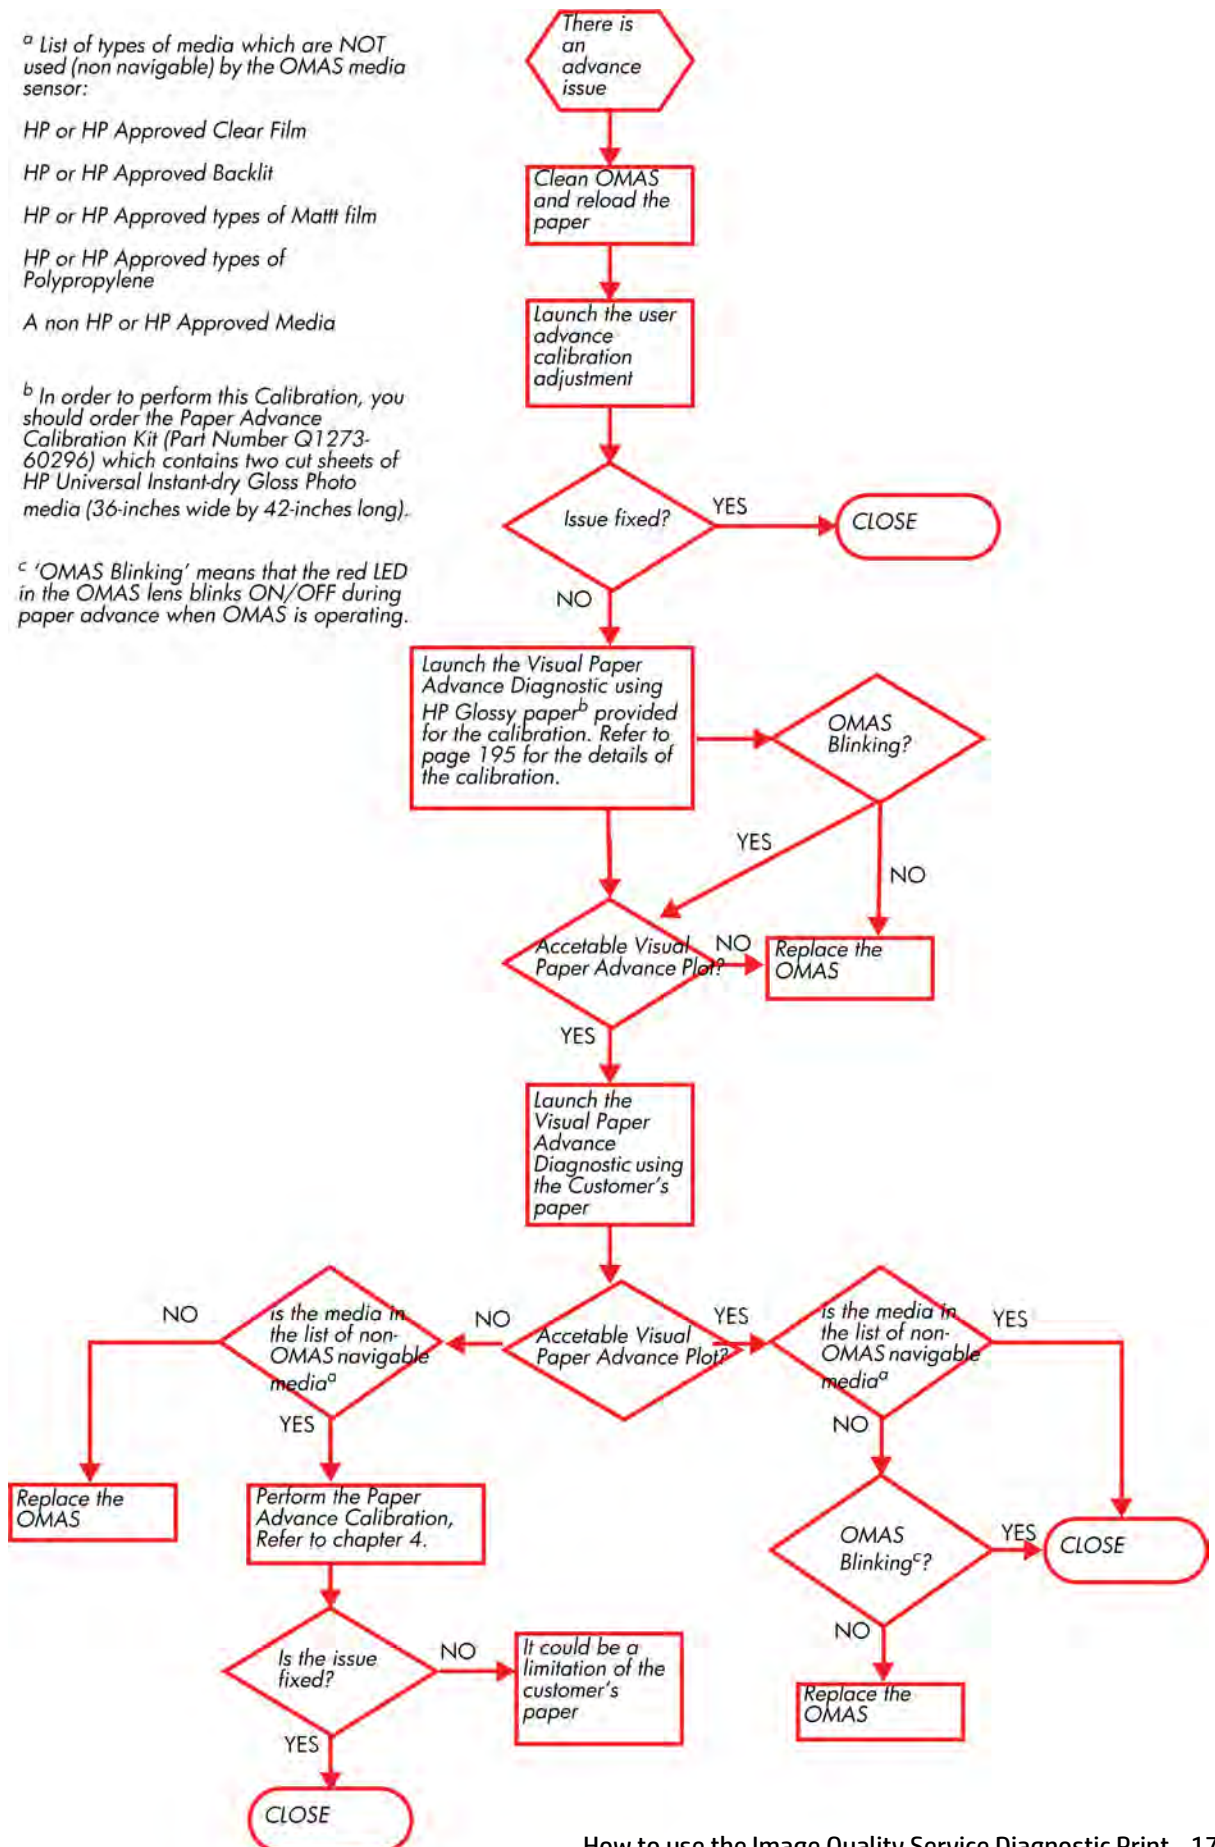 a List of types of media which are NOT
used (non navigable) by the OMAS media
sensor:
HP or HP Approved Clear Film
HP or HP Approved Backlit
HP or HP Approved types of Mattt film
HP or HP Approved types of
Polypropylene
A non HP or HP Approved Media
b In order to perform this Calibration, you
should order the Paper Advance
Calibration Kit (Part Number Q1273-
60296) which contains two cut sheets of
HP Universal Instant-dry Gloss Photo
media (36-inches wide by 42-inches long).
c 'OMAS Blinking' means that the red LED
in the OMAS lens blinks ON/OFF during
paper advance when OMAS is operating.
There is
an
advance
issue
Clean OMAS
and reload the
paper
Launch the user
advance
calibration
adjustment
Issue fixed?
YES
CLOSE
NO
Launch the Visual Paper
Advance Diagnostic using
HP Glossy paperb provided
for the calibration. Refer to
page 195 for the details of
the calibration.
OMAS
Blinking?
YES
NO
Accetable Visual
Paper Advance Plot?
NO
Replace the
OMAS
YES
Launch the
Visual Paper
Advance
Diagnostic using
the Customer's
paper
Accetable Visual
Paper Advance Plot?
NO
is the media in
the list of non-
OMAS navigable
mediaa
NO
Replace the
OMAS
YES
Perform the Paper
Advance Calibration,
Refer to chapter 4.
Is the issue
fixed?
NO
It could be a
limitation of the
customer's
paper
YES
CLOSE
YES
is the media in
the list of non-
OMAS navigable
mediaa
YES
NO
OMAS
Blinkingc?
YES
CLOSE
NO
Replace the
OMAS
How to use the Image Quality Service Diagnostic Print